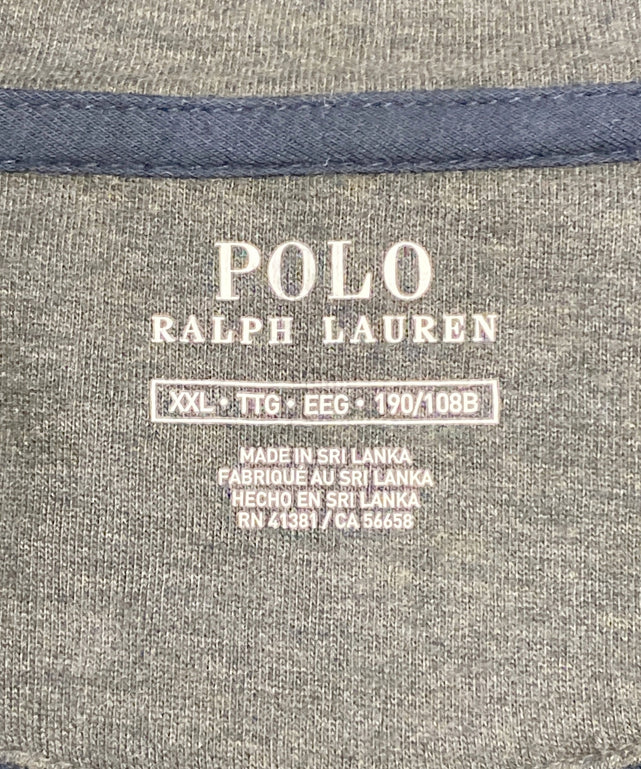 POLO
RALPH LAUREN
XXL • TTG • EEG • 190/108B
MADE IN SRI LANKA
FABRIQUÉ AU SRI LANKA
HECHO EN SRI LANKA
RN 41381 / CA 56658